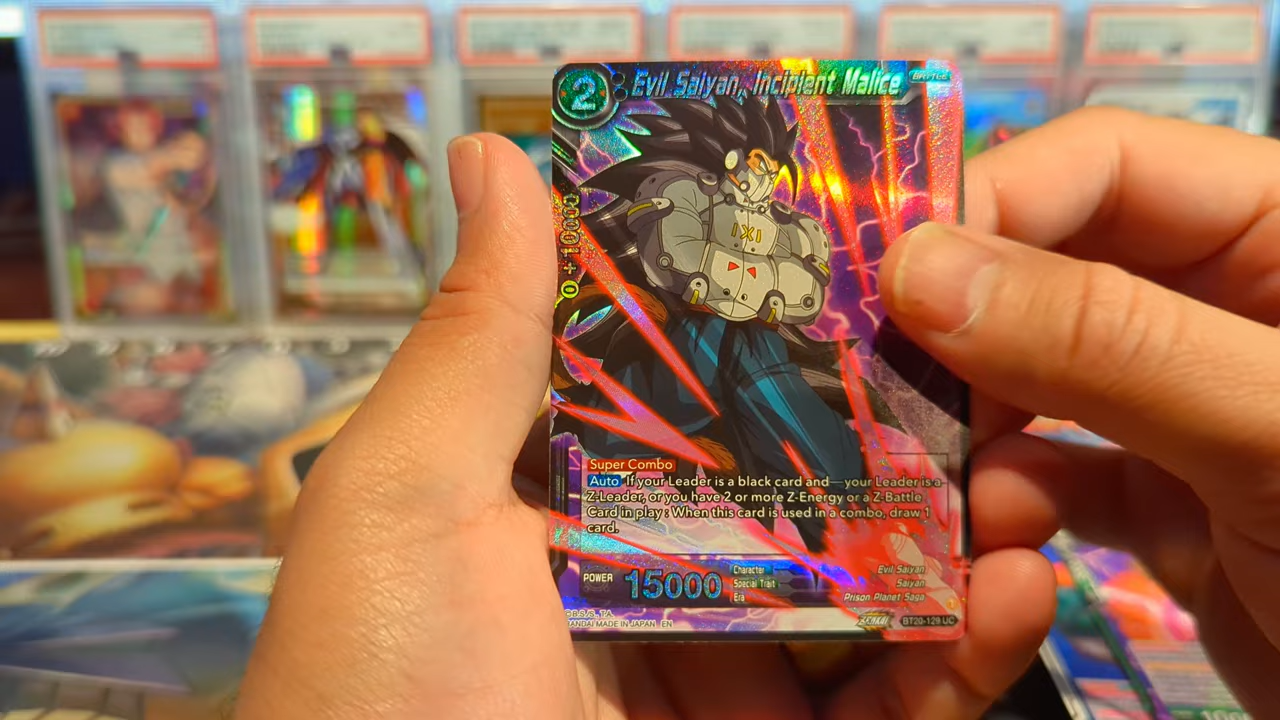 2
Evil Saiyan, Incipient Malice
BATTLE
0 +10000
IXI
Super Combo
Auto If your Leader is a black card and—your Leader is a
Z-Leader, or you have 2 or more Z-Energy or a Z-Battle
Card in play : When this card is used in a combo, draw 1
card.
POWER 15000
Character Evil Saiyan
Special Trait Saiyan
Era Prison Planet Saga
B.S./S., T.A.
BANDAI MADE IN JAPAN EN
BT20-129 UC